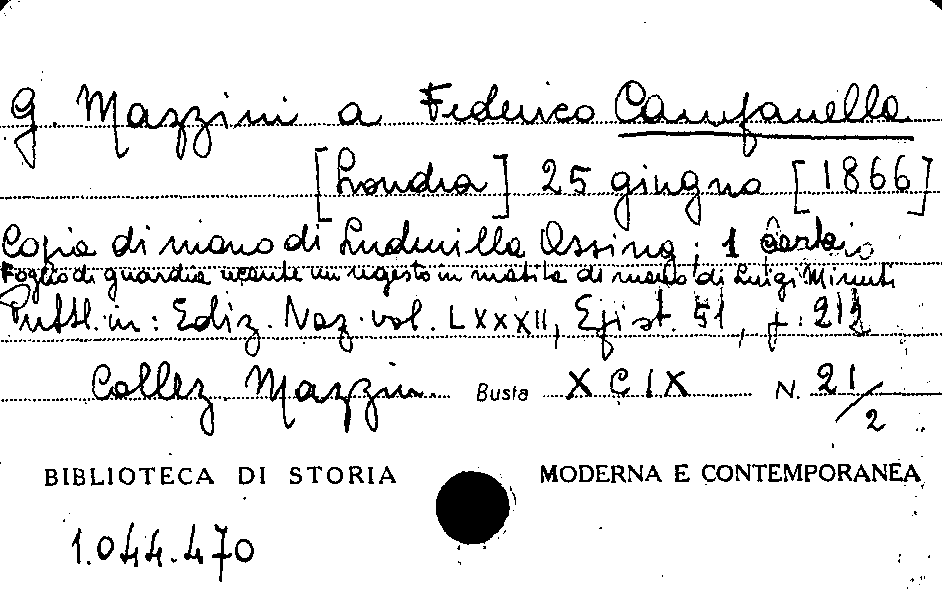 G. Mazzini a Federico Campanella
[Londra] 25 giugno [1866]
Copia di mano di Ludmilla Assing; 1
Foglio di guardia recante un regesto in matita di mano di Luigi Minuti
Pubbl. in: Ediz. Naz. vol. LXXXII, Epist. 51, p. 212
Collez. Mazzini Busta XCIX N. 21/2
BIBLIOTECA DI STORIA MODERNA E CONTEMPORANEA
1.044.470